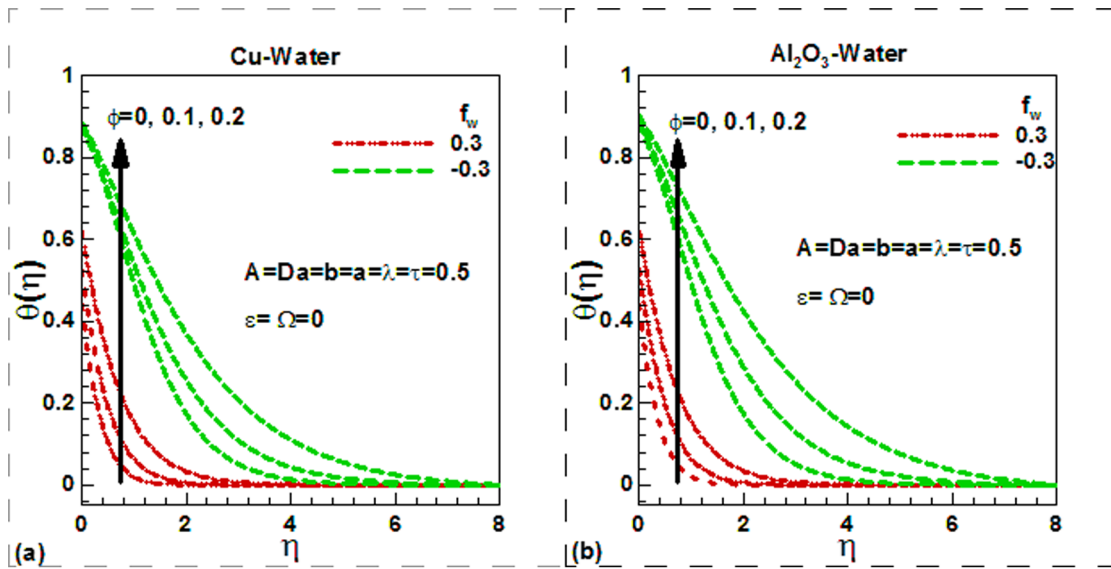 Cu-Water
1
ϕ=0, 0.1, 0.2
f_w
0.3
-0.3
0.8
0.6
A=Da=b=a=λ=τ=0.5
θ(η)
0.4
ε= Ω=0
0.2
0
0 2 4 6 8
(a)
η
Al₂O₃-Water
1
ϕ=0, 0.1, 0.2
f_w
0.3
-0.3
0.8
0.6
A=Da=b=a=λ=τ=0.5
θ(η)
0.4
ε= Ω=0
0.2
0
0 2 4 6 8
(b)
η